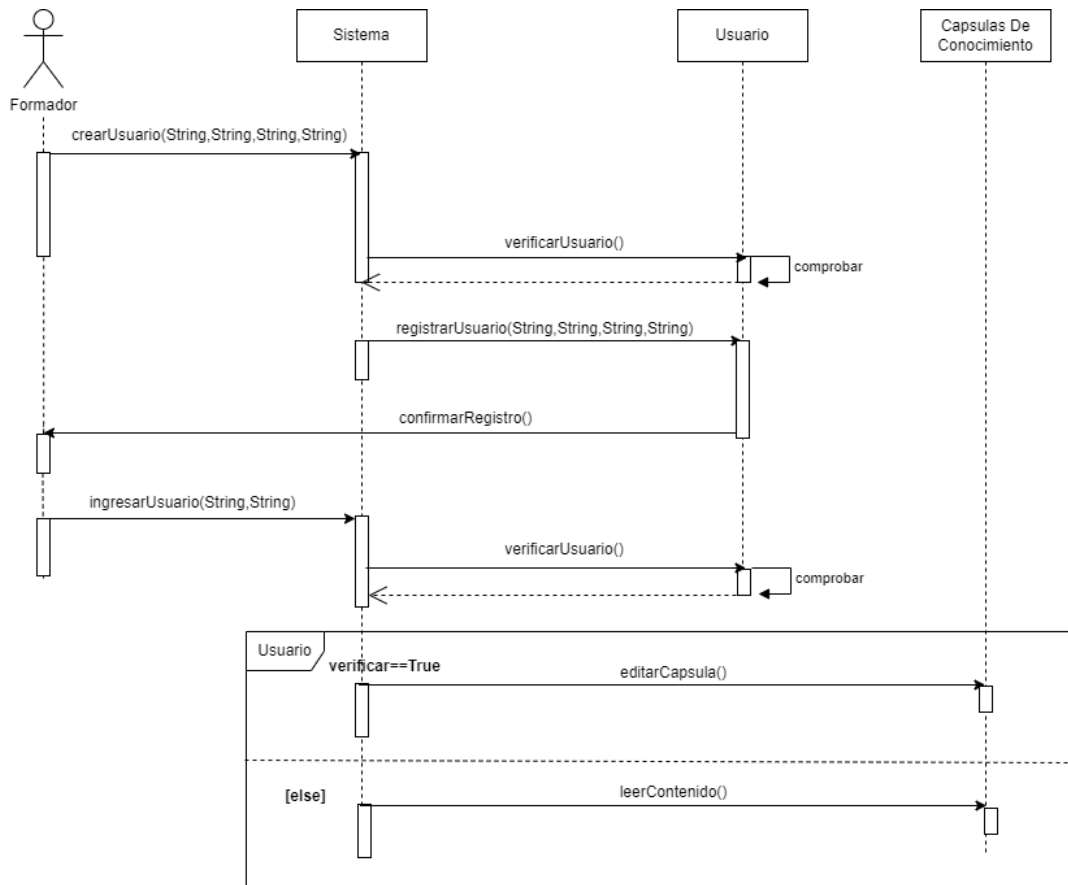 Sistema
Usuario
Capsulas De
Conocimiento
Formador
crearUsuario(String,String,String,String)
verificarUsuario()
comprobar
registrarUsuario(String,String,String,String)
confirmarRegistro()
ingresarUsuario(String,String)
verificarUsuario()
comprobar
Usuario
verificar==True
editarCapsula()
[else]
leerContenido()